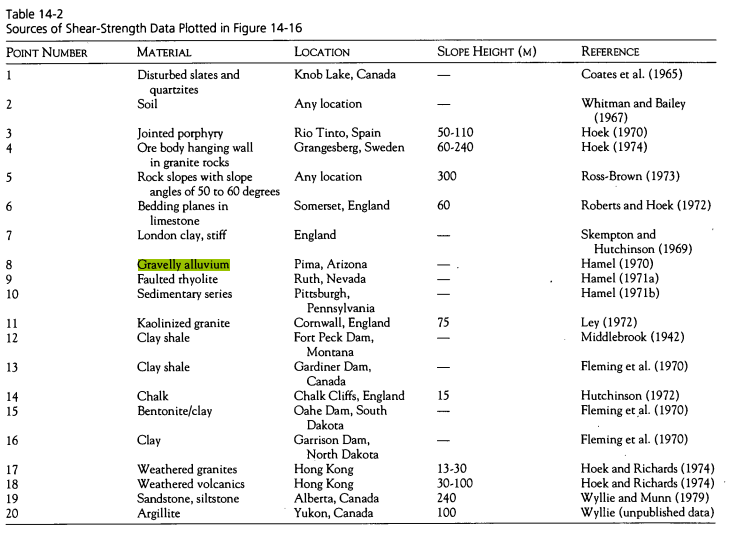 Table 14-2
Sources of Shear-Strength Data Plotted in Figure 14-16
POINT NUMBER MATERIAL LOCATION SLOPE HEIGHT (M) REFERENCE
1 Disturbed slates and Knob Lake, Canada — Coates et al. (1965)
quartzites
2 Soil Any location — Whitman and Bailey
(1967)
3 Jointed porphyry Rio Tinto, Spain 50-110 Hoek (1970)
4 Ore body hanging wall Grangesberg, Sweden 60-240 Hoek (1974)
in granite rocks
5 Rock slopes with slope Any location 300 Ross-Brown (1973)
angles of 50 to 60 degrees
6 Bedding planes in Somerset, England 60 Roberts and Hoek (1972)
limestone
7 London clay, stiff England — Skempton and
Hutchinson (1969)
8 Gravelly alluvium Pima, Arizona — Hamel (1970)
9 Faulted rhyolite Ruth, Nevada — Hamel (1971a)
10 Sedimentary series Pittsburgh, — Hamel (1971b)
Pennsylvania
11 Kaolinized granite Cornwall, England 75 Ley (1972)
12 Clay shale Fort Peck Dam, — Middlebrook (1942)
Montana
13 Clay shale Gardiner Dam, — Fleming et al. (1970)
Canada
14 Chalk Chalk Cliffs, England 15 Hutchinson (1972)
15 Bentonite/clay Oahe Dam, South — Fleming et al. (1970)
Dakota
16 Clay Garrison Dam, — Fleming et al. (1970)
North Dakota
17 Weathered granites Hong Kong 13-30 Hoek and Richards (1974)
18 Weathered volcanics Hong Kong 30-100 Hoek and Richards (1974)
19 Sandstone, siltstone Alberta, Canada 240 Wyllie and Munn (1979)
20 Argillite Yukon, Canada 100 Wyllie (unpublished data)